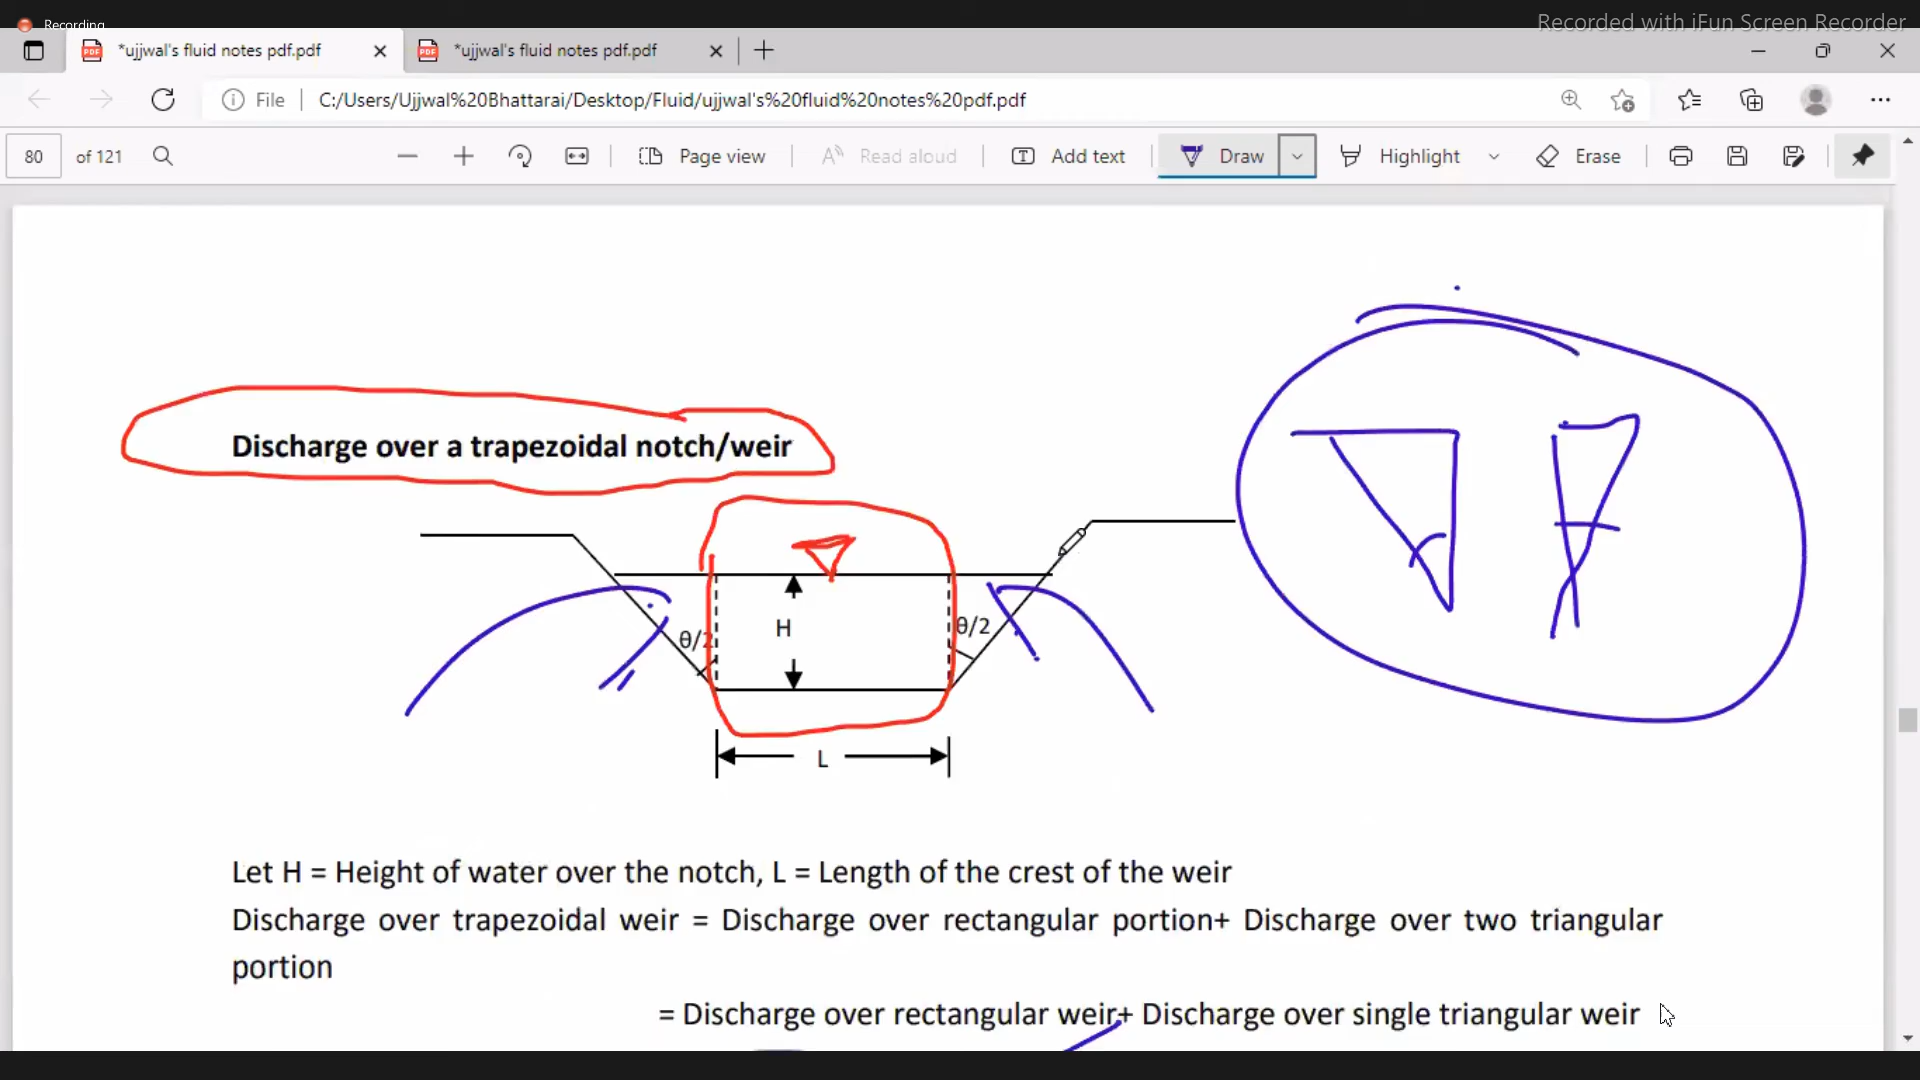 Recording
Recorded with iFun Screen Recorder
*ujjwal's fluid notes pdf.pdf
*ujjwal's fluid notes pdf.pdf
File
C:/Users/Ujjwal%20Bhattarai/Desktop/Fluid/ujjwal's%20fluid%20notes%20pdf.pdf
80 of 121
Page view
Read aloud
Add text
Draw
Highlight
Erase
Discharge over a trapezoidal notch/weir
H
θ/2
θ/2
L
Let H = Height of water over the notch, L = Length of the crest of the weir
Discharge over trapezoidal weir = Discharge over rectangular portion+ Discharge over two triangular
portion
= Discharge over rectangular weir+ Discharge over single triangular weir